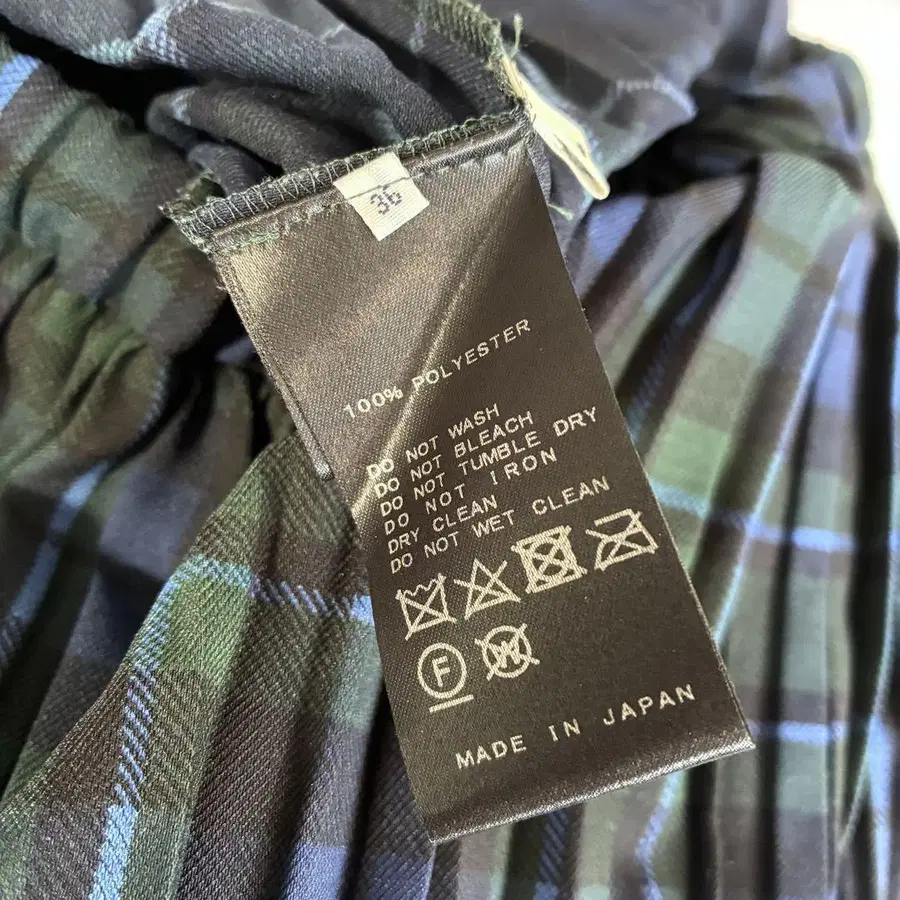 36
100% POLYESTER
DO NOT WASH
DO NOT BLEACH
DO NOT TUMBLE DRY
DO NOT IRON
DRY CLEAN
DO NOT WET CLEAN
F
W
MADE IN JAPAN